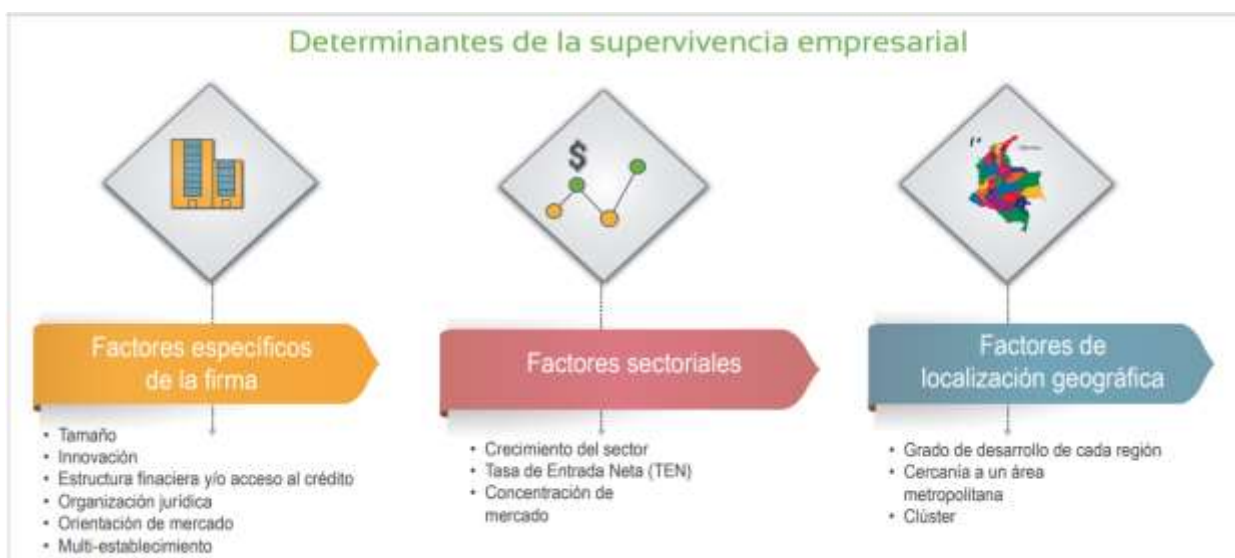 Determinantes de la supervivencia empresarial
$
Factores específicos
de la firma
• Tamaño
• Innovación
• Estructura finaciera y/o acceso al crédito
• Organización jurídica
• Orientación de mercado
• Multi-establecimiento
Factores sectoriales
• Crecimiento del sector
• Tasa de Entrada Neta (TEN)
• Concentración de
mercado
Factores de
localización geográfica
• Grado de desarrollo de cada región
• Cercanía a un área
metropolitana
• Clúster